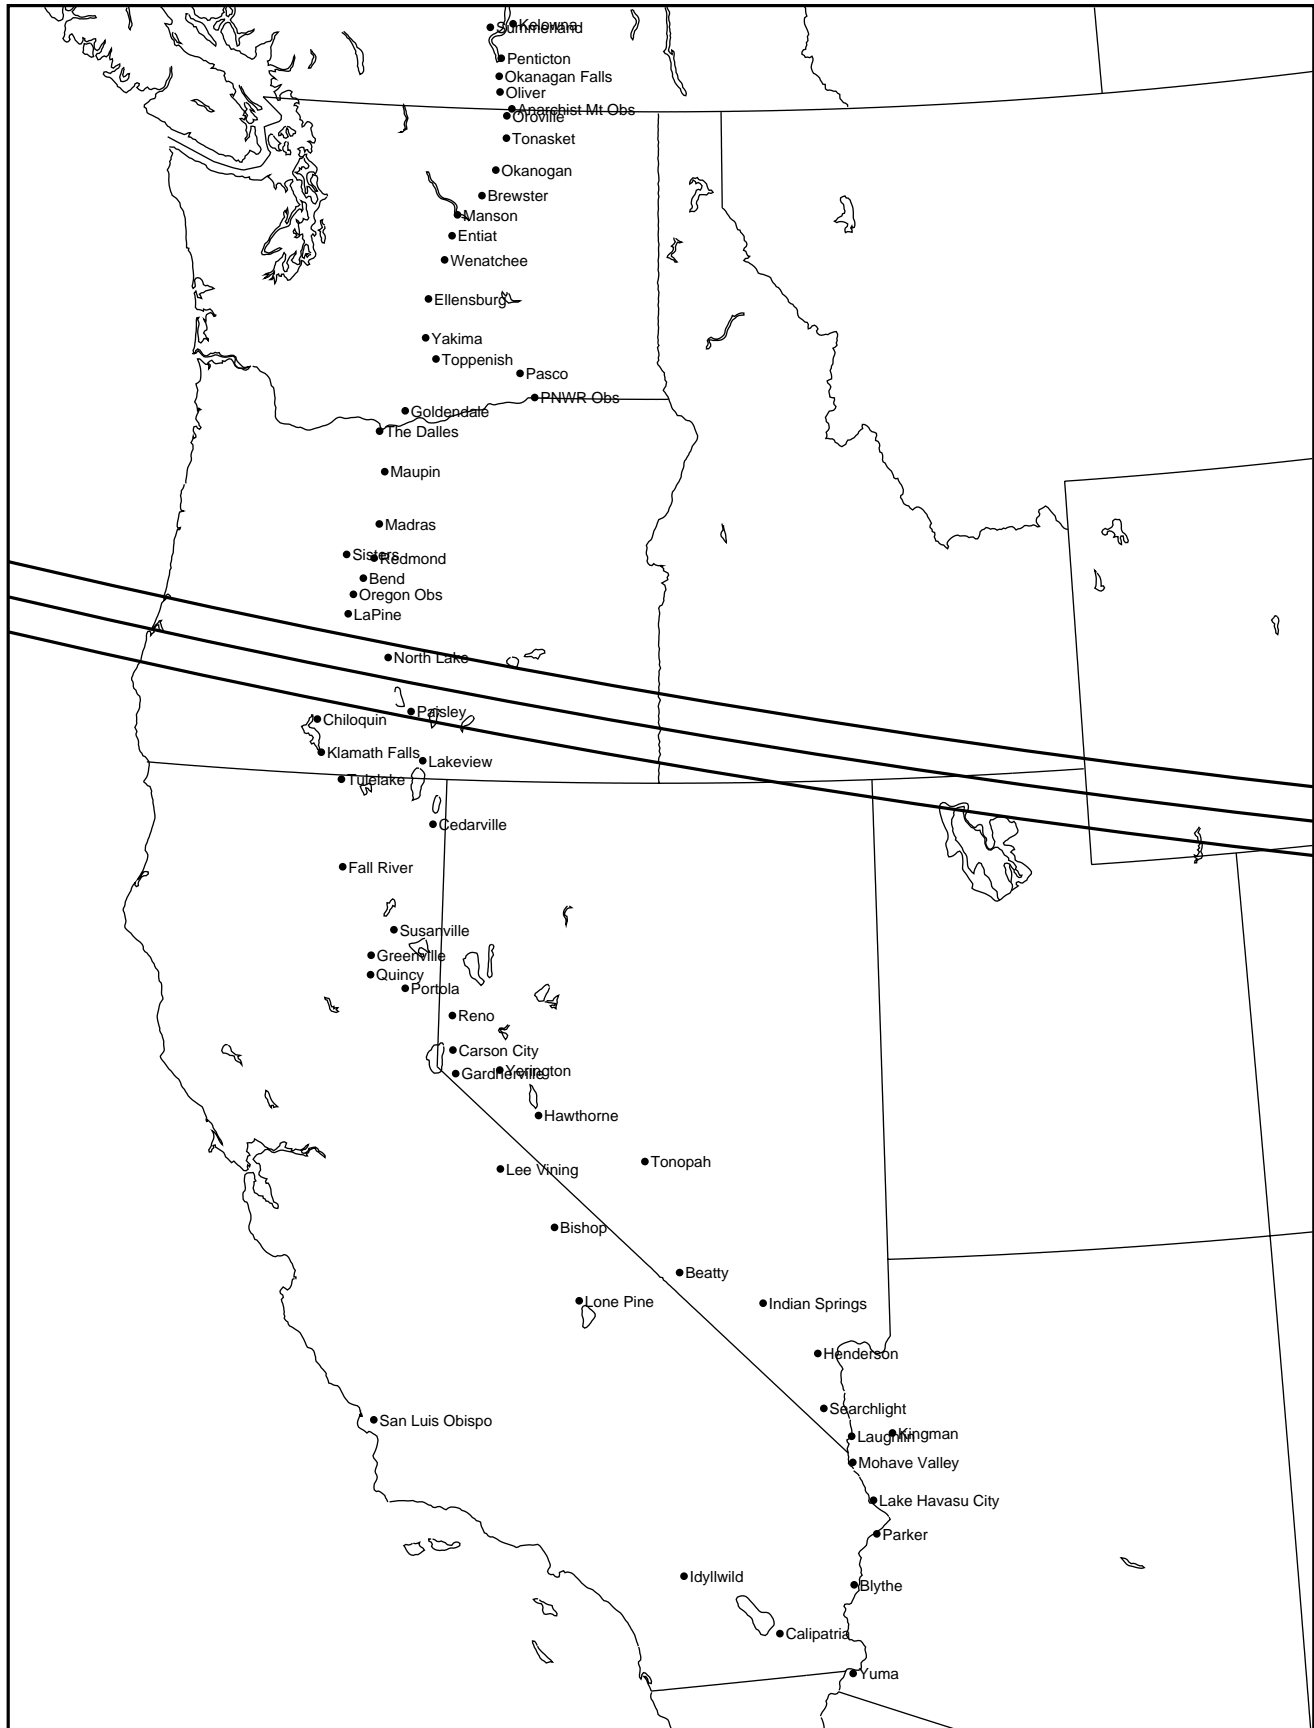 Kelowna
Summerland
Penticton
Okanagan Falls
Oliver
Anarchist Mt Obs
Oroville
Tonasket
Okanogan
Brewster
Manson
Entiat
Wenatchee
Ellensburg
Yakima
Toppenish
Pasco
PNWR Obs
Goldendale
The Dalles
Maupin
Madras
Sisters
Redmond
Bend
Oregon Obs
LaPine
North Lake
Paisley
Chiloquin
Klamath Falls
Lakeview
Tulelake
Cedarville
Fall River
Susanville
Greenville
Quincy
Portola
Reno
Carson City
Yerington
Gardnerville
Hawthorne
Tonopah
Lee Vining
Bishop
Beatty
Lone Pine
Indian Springs
Henderson
Searchlight
San Luis Obispo
Kingman
Laughlin
Mohave Valley
Lake Havasu City
Parker
Idyllwild
Blythe
Calipatria
Yuma